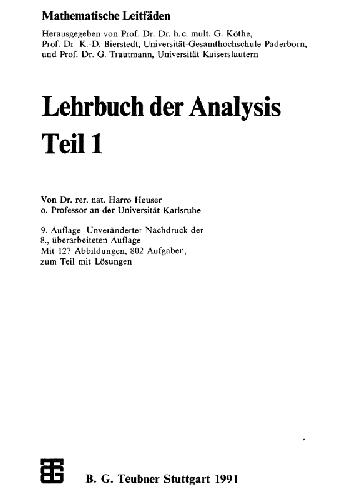 Mathematische Leitfäden
Herausgegeben von Prof. Dr. Dr. h. c. mult. G. Köthe,
Prof. Dr. K.-D. Bierstedt, Universität-Gesamthochschule Paderborn,
und Prof. Dr. G. Trautmann, Universität Kaiserslautern
Lehrbuch der Analysis
Teil 1
Von Dr. rer. nat. Harro Heuser
o. Professor an der Universität Karlsruhe
9. Auflage. Unveränderter Nachdruck der
8., überarbeiteten Auflage
Mit 127 Abbildungen, 802 Aufgaben,
zum Teil mit Lösungen
B. G. Teubner Stuttgart 1991